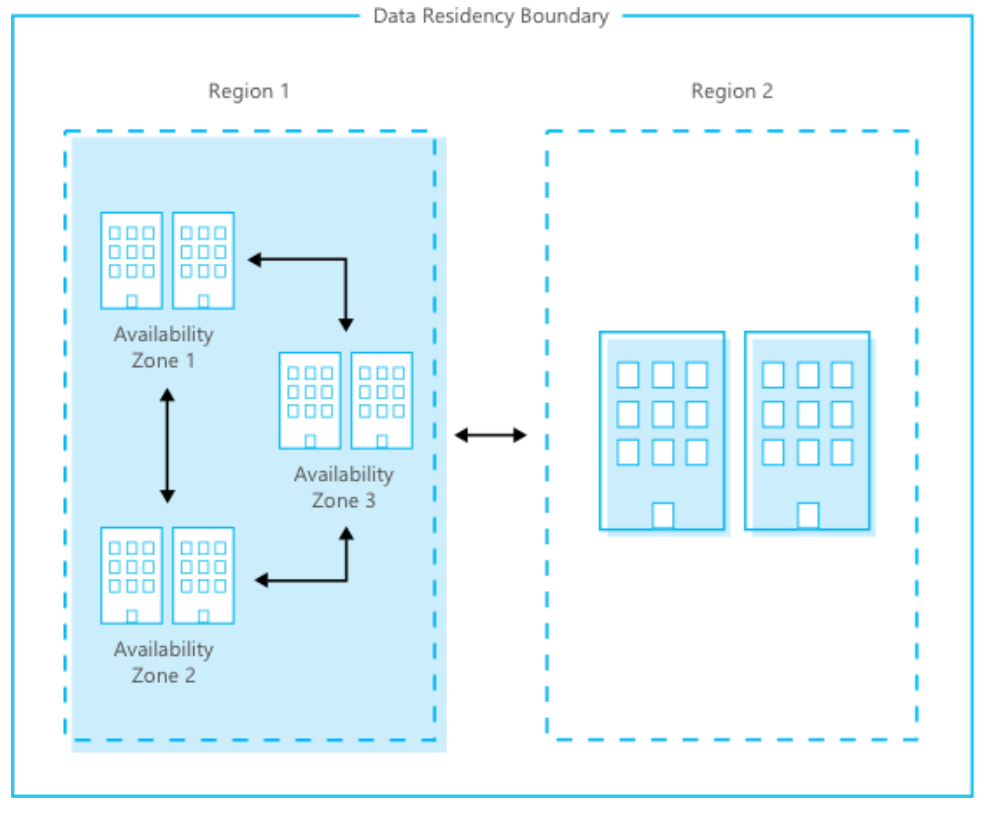 Data Residency Boundary
Region 1
Region 2
Availability
Zone 1
Availability
Zone 3
Availability
Zone 2